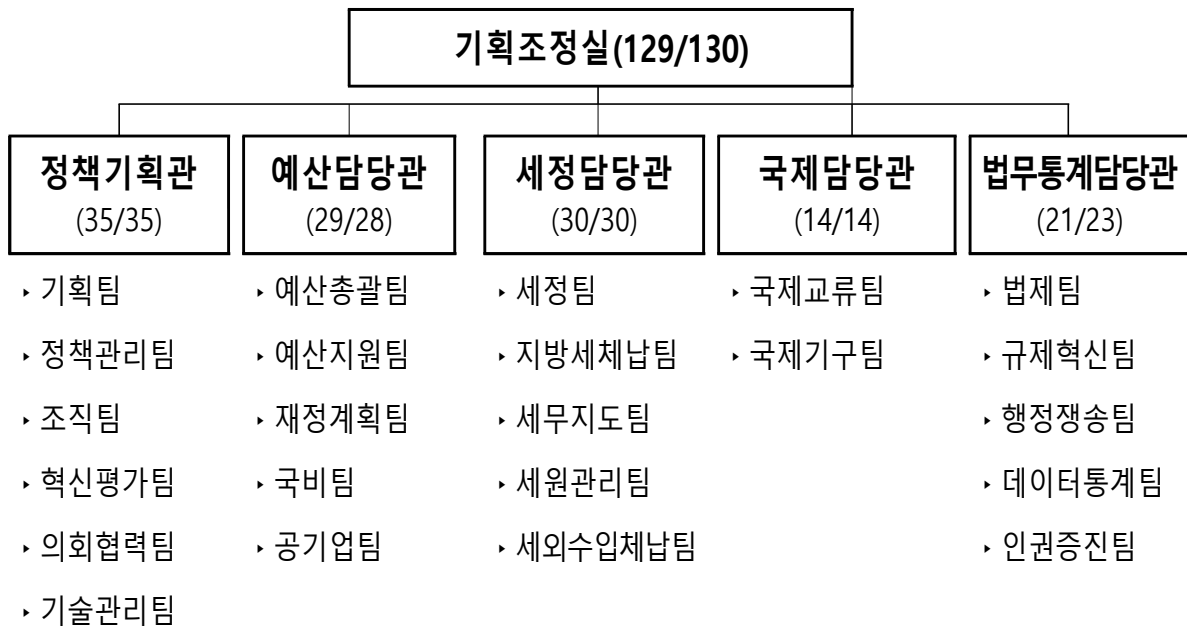 기획조정실(129/130)
정책기획관
(35/35)
‣ 기획팀
‣ 정책관리팀
‣ 조직팀
‣ 혁신평가팀
‣ 의회협력팀
‣ 기술관리팀
예산담당관
(29/28)
‣ 예산총괄팀
‣ 예산지원팀
‣ 재정계획팀
‣ 국비팀
‣ 공기업팀
세정담당관
(30/30)
‣ 세정팀
‣ 지방세체납팀
‣ 세무지도팀
‣ 세원관리팀
‣ 세외수입체납팀
국제담당관
(14/14)
‣ 국제교류팀
‣ 국제기구팀
법무통계담당관
(21/23)
‣ 법제팀
‣ 규제혁신팀
‣ 행정쟁송팀
‣ 데이터통계팀
‣ 인권증진팀